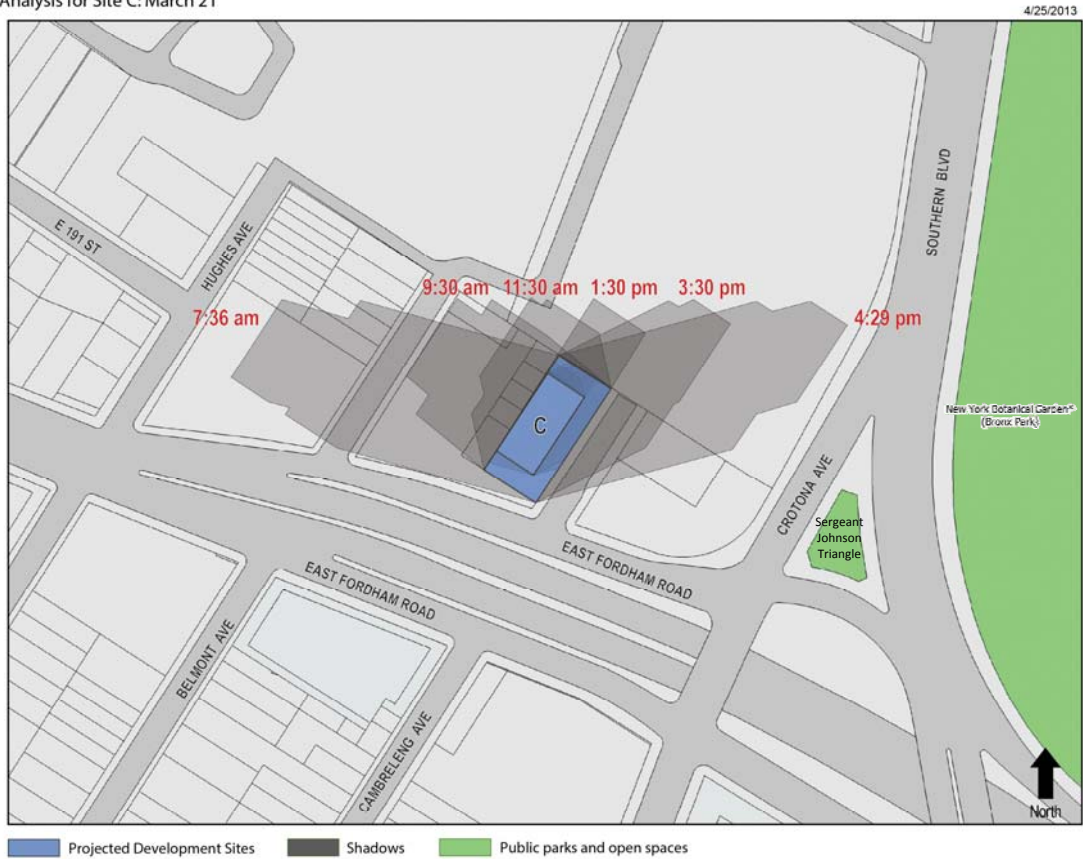 Analysis for Site C: March 21
4/25/2013
E 191 ST
HUGHES AVE
SOUTHERN BLVD
9:30 am
11:30 am
1:30 pm
3:30 pm
7:36 am
4:29 pm
New York Botanical Garden
(Bronx Park)
C
CROTONA AVE
Sergeant
Johnson
Triangle
EAST FORDHAM ROAD
EAST FORDHAM ROAD
BELMONT AVE
CAMBRELENG AVE
North
Projected Development Sites
Shadows
Public parks and open spaces